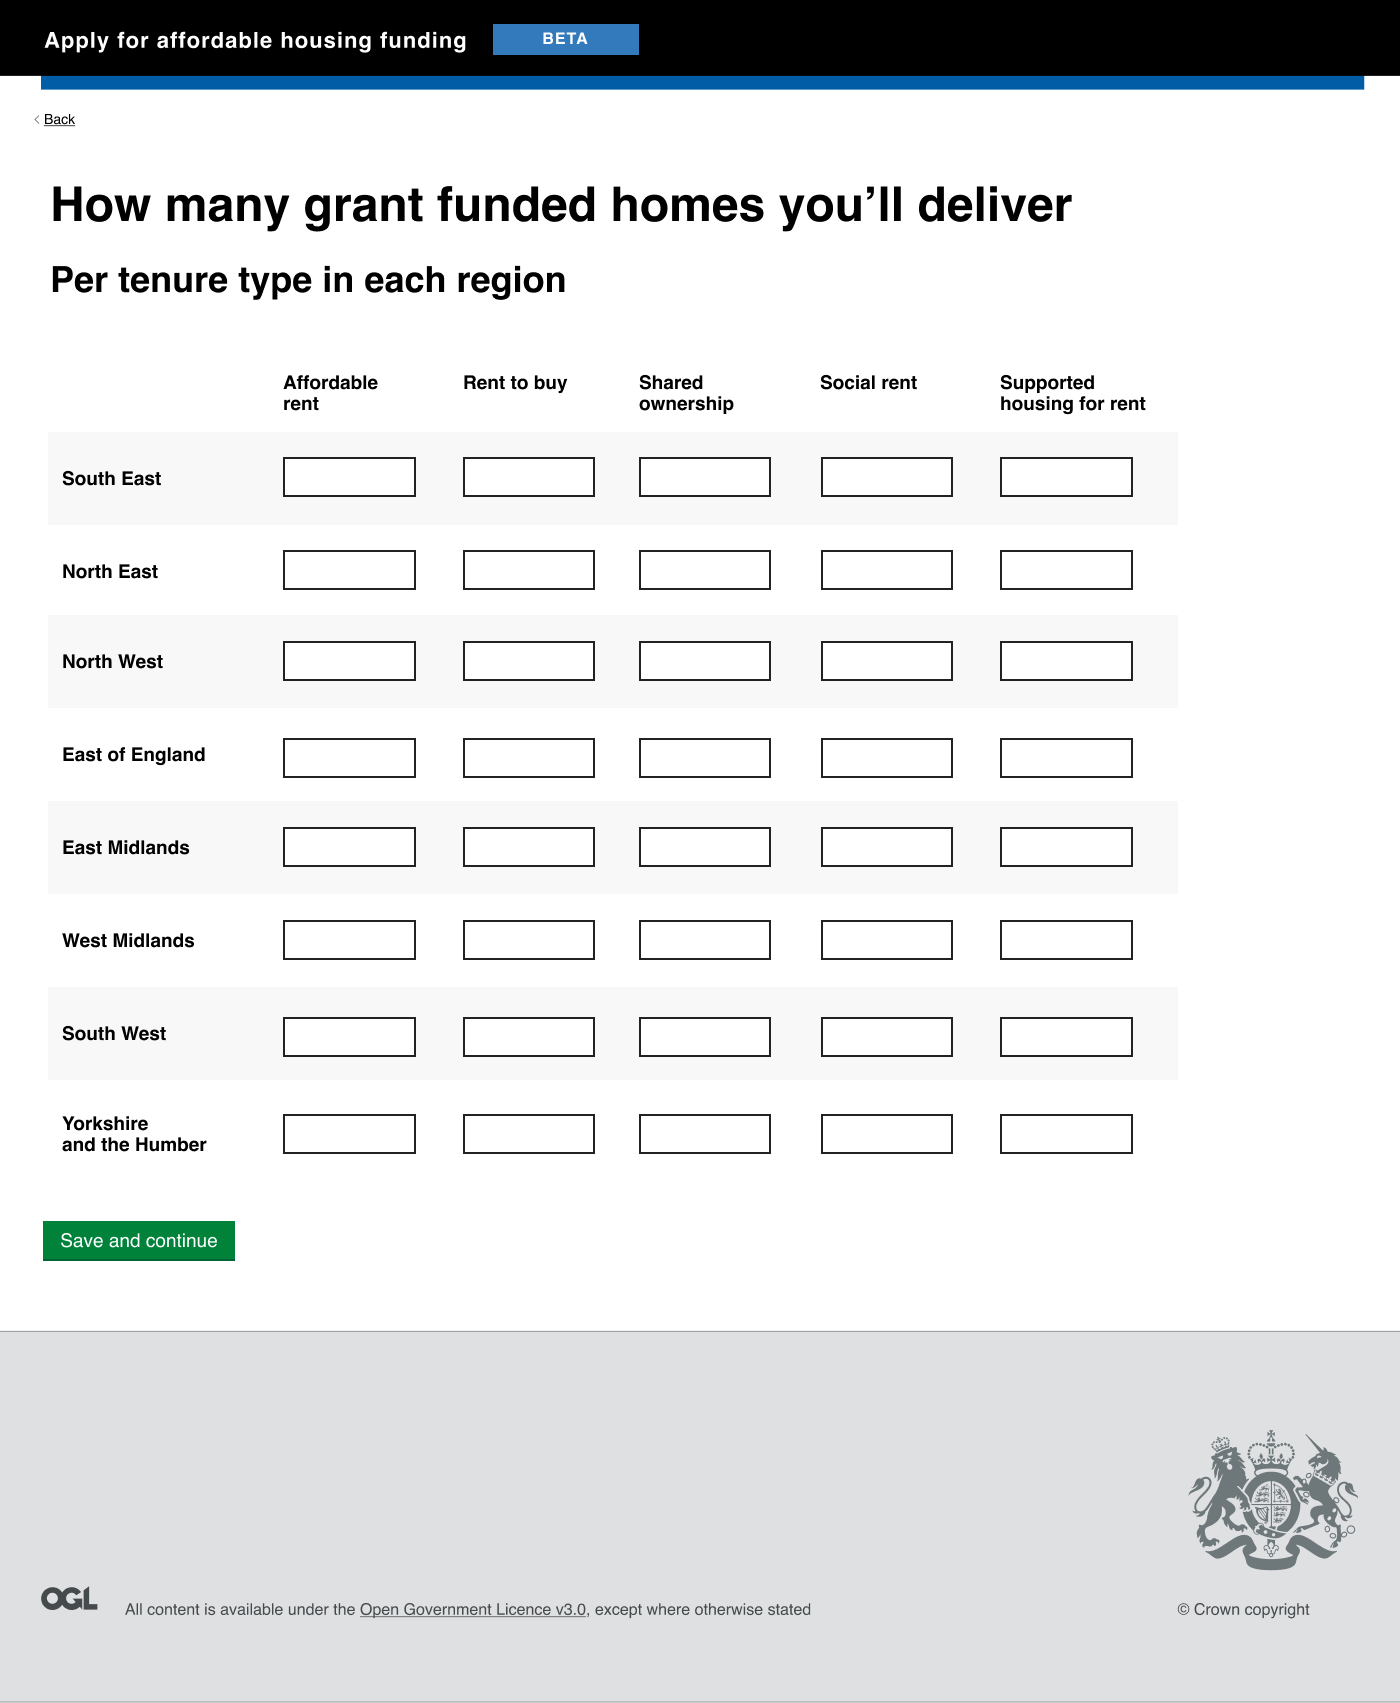 Apply for affordable housing funding BETA
Back
How many grant funded homes you’ll deliver
Per tenure type in each region
Affordable rent
Rent to buy
Shared ownership
Social rent
Supported housing for rent
South East
North East
North West
East of England
East Midlands
West Midlands
South West
Yorkshire
and the Humber
Save and continue
OGL All content is available under the Open Government Licence v3.0, except where otherwise stated
© Crown copyright